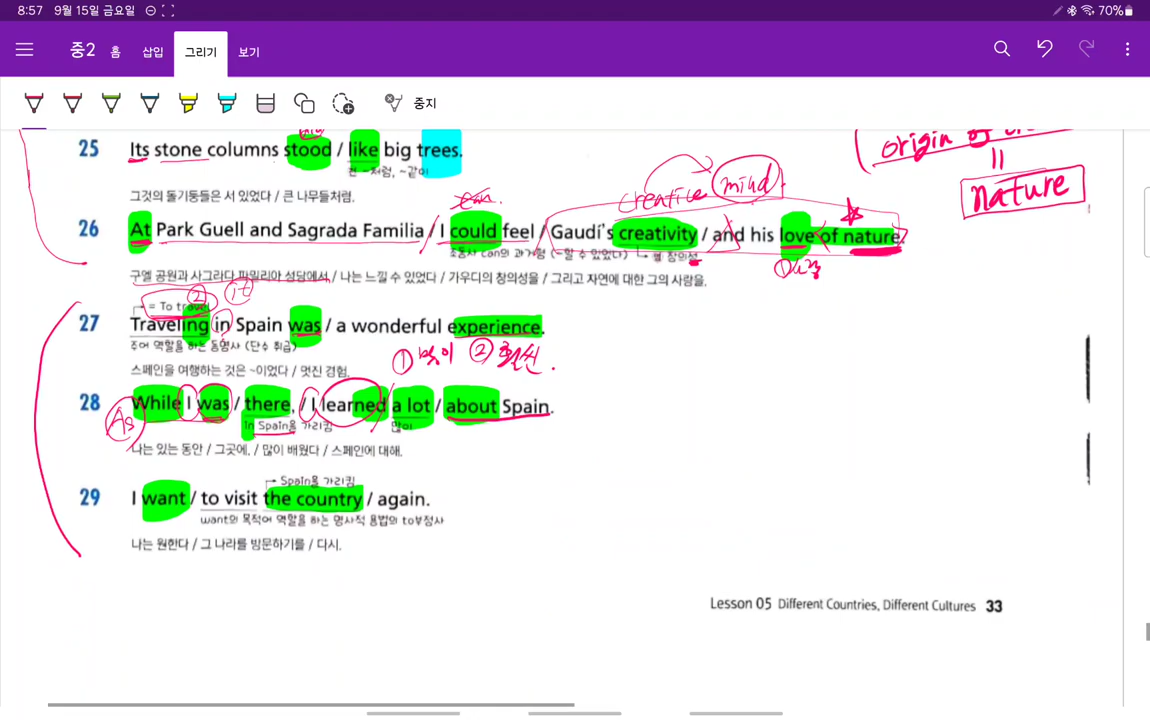 8:57 9월 15일 금요일 70%
중2 홈 삽입 그리기 보기
중지
25 Its stone columns stood / like big trees.
전 ~처럼, ~같이
그것의 돌기둥들은 서 있었다 / 큰 나무들처럼.
origin of
=
nature
creative mind
can
26 At Park Guell and Sagrada Familia / I could feel / Gaudi's creativity / and his love of nature.
조동사 can의 과거형 (~할 수 있었다) 명 창의성
구엘 공원과 사그라다 파밀리아 성당에서 / 나는 느낄 수 있었다 / 가우디의 창의성을 / 그리고 자연에 대한 그의 사랑을.
② it
= To travel
27 Traveling in Spain was / a wonderful experience.
주어 역할을 하는 동명사 (단수 취급)
스페인을 여행하는 것은 ~이었다 / 멋진 경험.
① 많이 ② 훨씬.
28 While I was / there, / I learned / a lot / about Spain.
As
in Spain을 가리킴 많이
나는 있는 동안 / 그곳에, / 많이 배웠다 / 스페인에 대해.
Spain을 가리킴
29 I want / to visit the country / again.
want의 목적어 역할을 하는 명사적 용법의 to부정사
나는 원한다 / 그 나라를 방문하기를 / 다시.
Lesson 05 Different Countries, Different Cultures 33